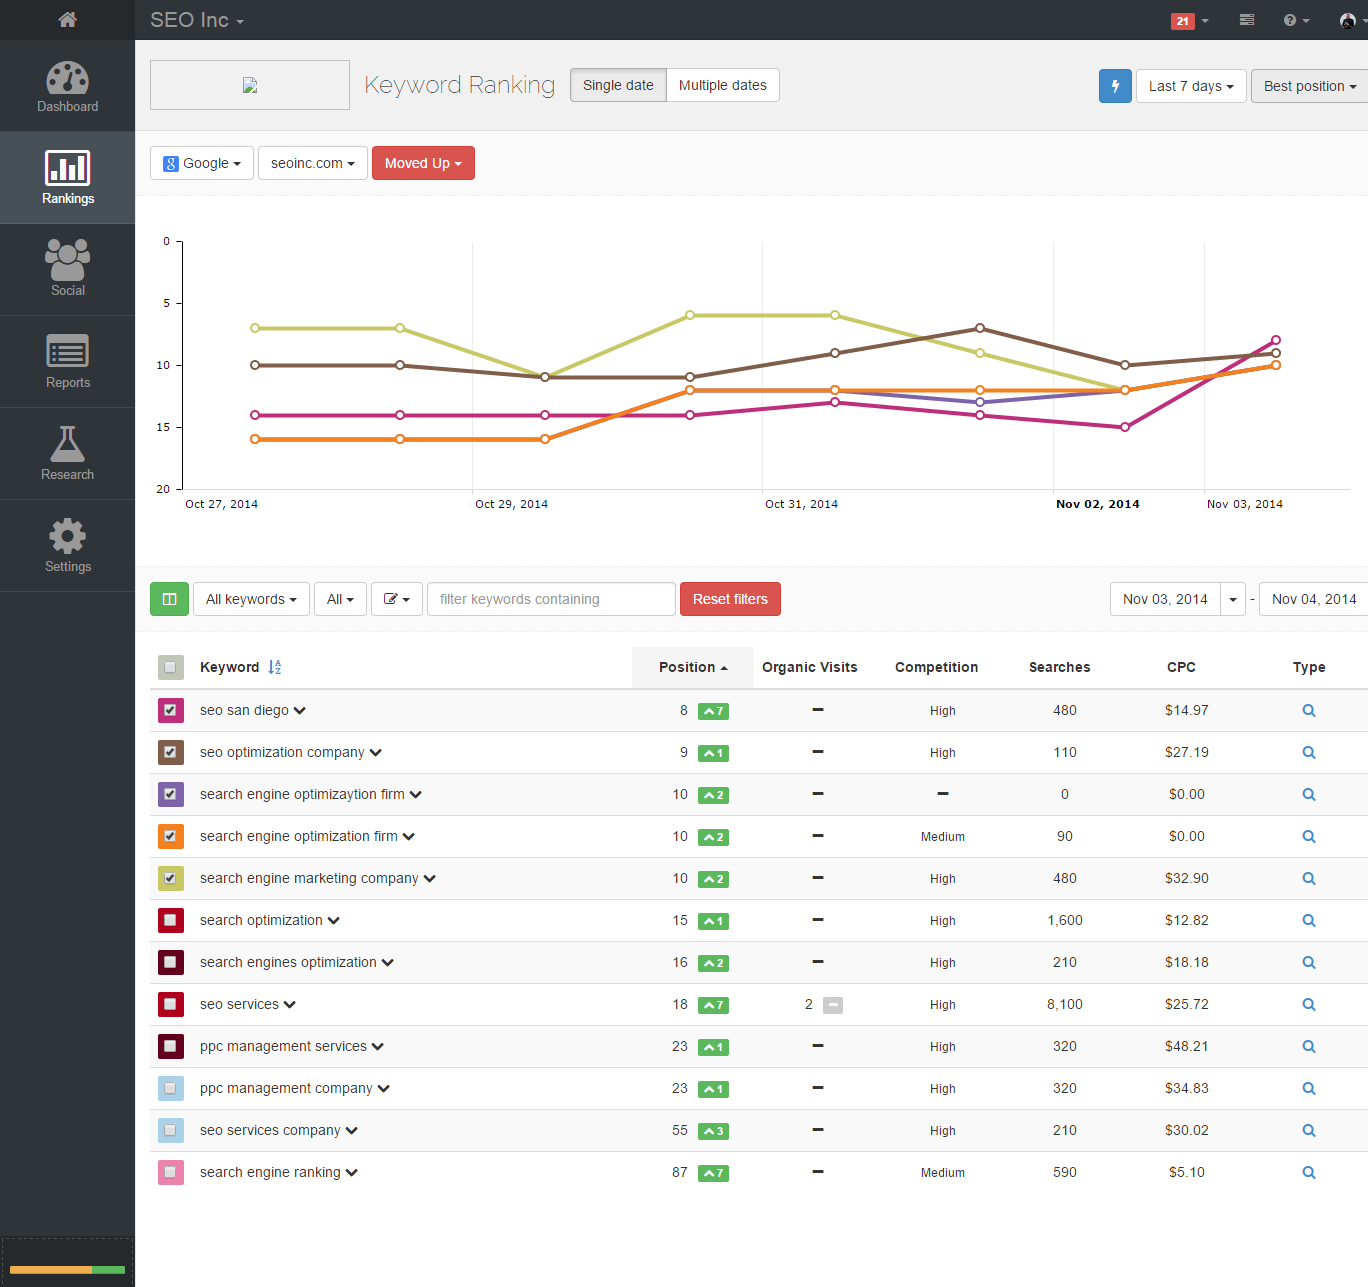 SEO Inc
21
Dashboard
Keyword Ranking
Single date Multiple dates
Last 7 days Best position
Rankings
Google seoinc.com Moved Up
Social
Reports
Research
Settings
0
5
10
15
20
Oct 27, 2014 Oct 29, 2014 Oct 31, 2014 Nov 02, 2014 Nov 03, 2014
All keywords All filter keywords containing Reset filters Nov 03, 2014 - Nov 04, 2014
Keyword Position Organic Visits Competition Searches CPC Type
seo san diego 8 7 – High 480 $14.97
seo optimization company 9 1 – High 110 $27.19
search engine optimizaytion firm 10 2 – – 0 $0.00
search engine optimization firm 10 2 – Medium 90 $0.00
search engine marketing company 10 2 – High 480 $32.90
search optimization 15 1 – High 1,600 $12.82
search engines optimization 16 2 – High 210 $18.18
seo services 18 7 2 – High 8,100 $25.72
ppc management services 23 1 – High 320 $48.21
ppc management company 23 1 – High 320 $34.83
seo services company 55 3 – High 210 $30.02
search engine ranking 87 7 – Medium 590 $5.10